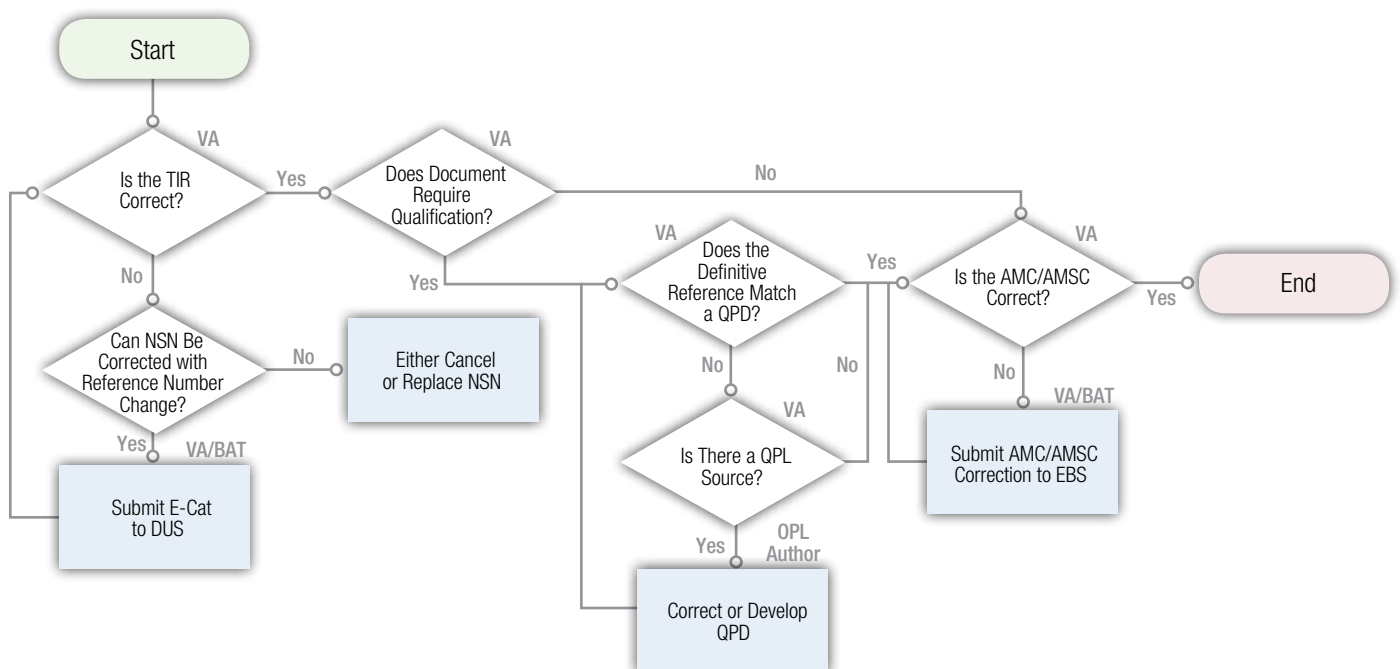 Start
VA
Is the TIR
Correct?
Yes
No
Can NSN Be
Corrected with
Reference Number
Change?
No
Either Cancel
or Replace NSN
Yes
VA/BAT
Submit E-Cat
to DUS
VA
Does Document
Require
Qualification?
No
Yes
VA
Does the
Definitive
Reference Match
a QPD?
Yes
No
No
VA
Is There a QPL
Source?
Yes
OPL
Author
Correct or Develop
QPD
VA
Is the AMC/AMSC
Correct?
Yes
No
VA/BAT
Submit AMC/AMSC
Correction to EBS
End